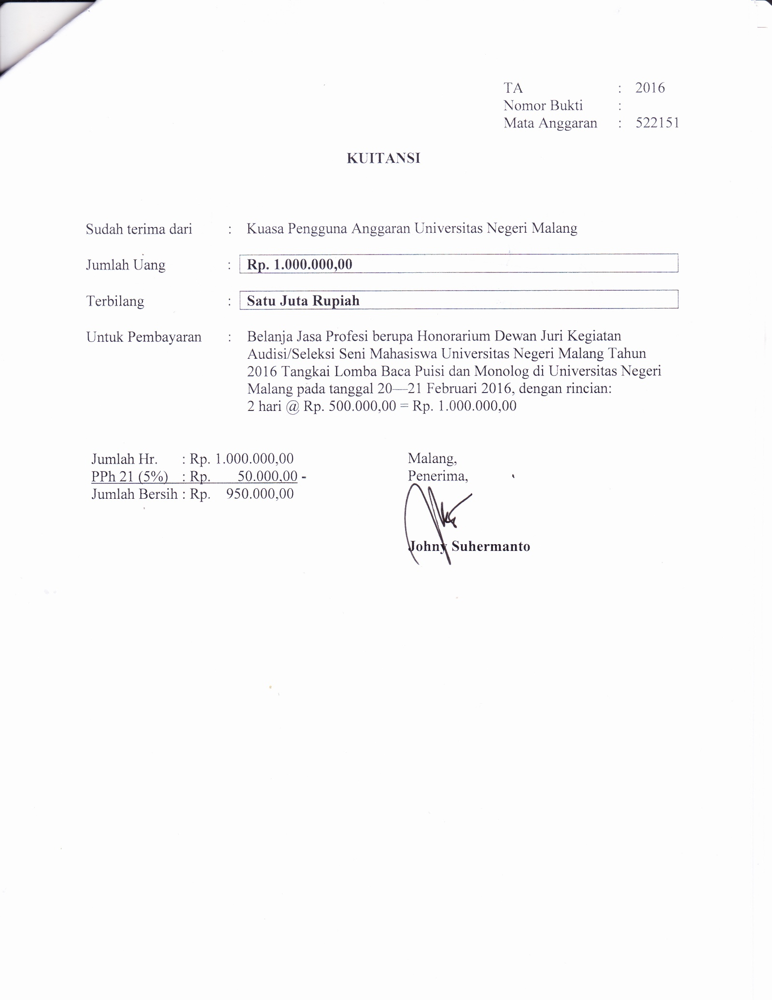 TA : 2016
Nomor Bukti :
Mata Anggaran : 522151
KUITANSI
Sudah terima dari : Kuasa Pengguna Anggaran Universitas Negeri Malang
Jumlah Uang : Rp. 1.000.000,00
Terbilang : Satu Juta Rupiah
Untuk Pembayaran : Belanja Jasa Profesi berupa Honorarium Dewan Juri Kegiatan
Audisi/Seleksi Seni Mahasiswa Universitas Negeri Malang Tahun
2016 Tangkai Lomba Baca Puisi dan Monolog di Universitas Negeri
Malang pada tanggal 20—21 Februari 2016, dengan rincian:
2 hari @ Rp. 500.000,00 = Rp. 1.000.000,00
Jumlah Hr. : Rp. 1.000.000,00
PPh 21 (5%) : Rp. 50.000,00 -
Jumlah Bersih : Rp. 950.000,00
Malang,
Penerima,
Johny Suhermanto